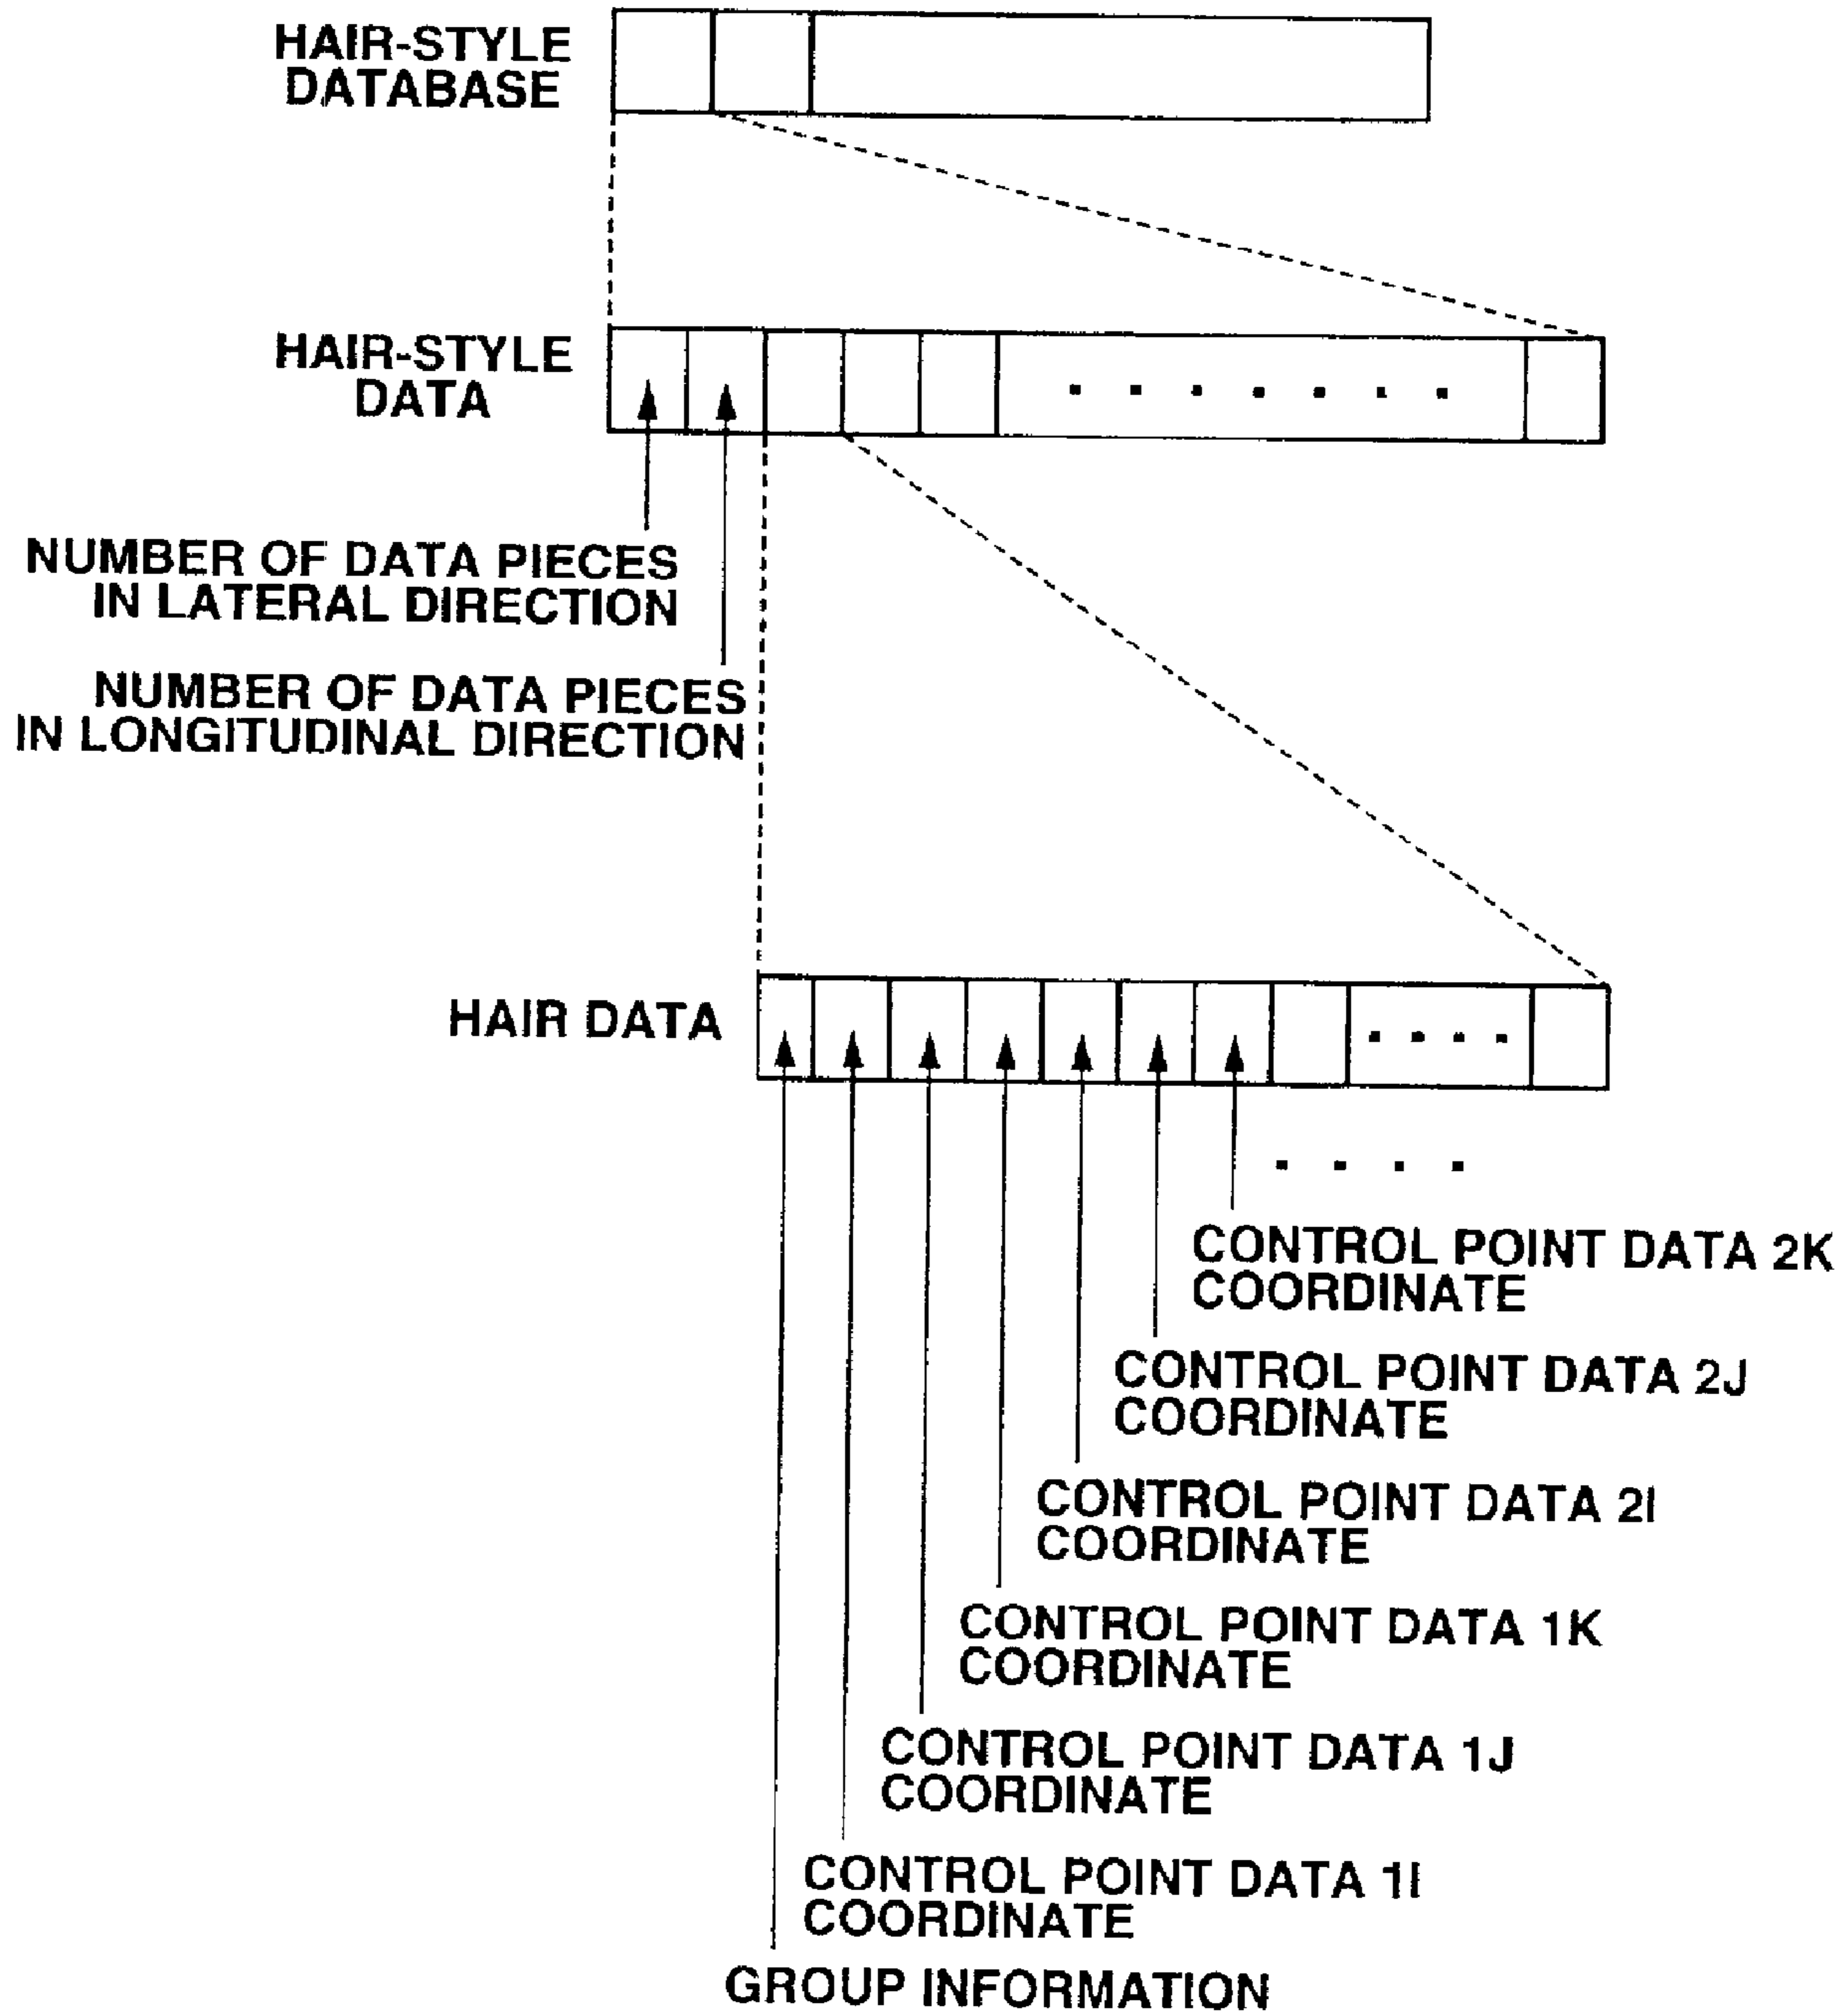 HAIR-STYLE
DATABASE
HAIR-STYLE
DATA
NUMBER OF DATA PIECES
IN LATERAL DIRECTION
NUMBER OF DATA PIECES
IN LONGITUDINAL DIRECTION
HAIR DATA
CONTROL POINT DATA 2K
COORDINATE
CONTROL POINT DATA 2J
COORDINATE
CONTROL POINT DATA 2I
COORDINATE
CONTROL POINT DATA 1K
COORDINATE
CONTROL POINT DATA 1J
COORDINATE
CONTROL POINT DATA 1I
COORDINATE
GROUP INFORMATION